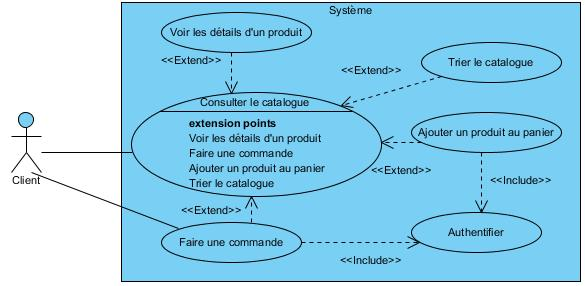 Système
Voir les détails d'un produit
<<Extend>>
<<Extend>>
Trier le catalogue
Consulter le catalogue
extension points
Voir les détails d'un produit
Faire une commande
Ajouter un produit au panier
Trier le catalogue
Ajouter un produit au panier
<<Extend>>
<<Include>>
Client
<<Extend>>
Faire une commande
Authentifier
<<Include>>